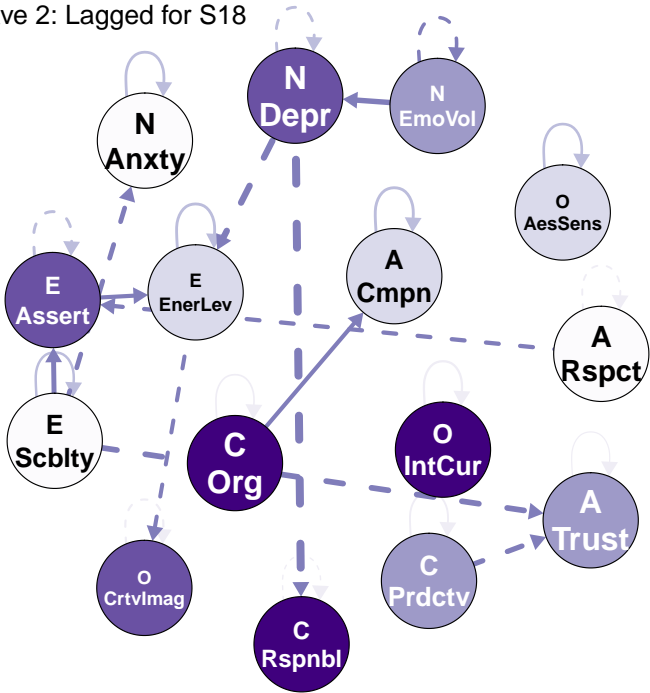 ve 2: Lagged for S18
N
Depr
N
EmoVol
N
Anxty
O
AesSens
A
Cmpn
E
Assert
E
EnerLev
A
Rspct
E
Scblty
C
Org
O
IntCur
A
Trust
O
CrtvImag
C
Prdctv
C
Rspnbl